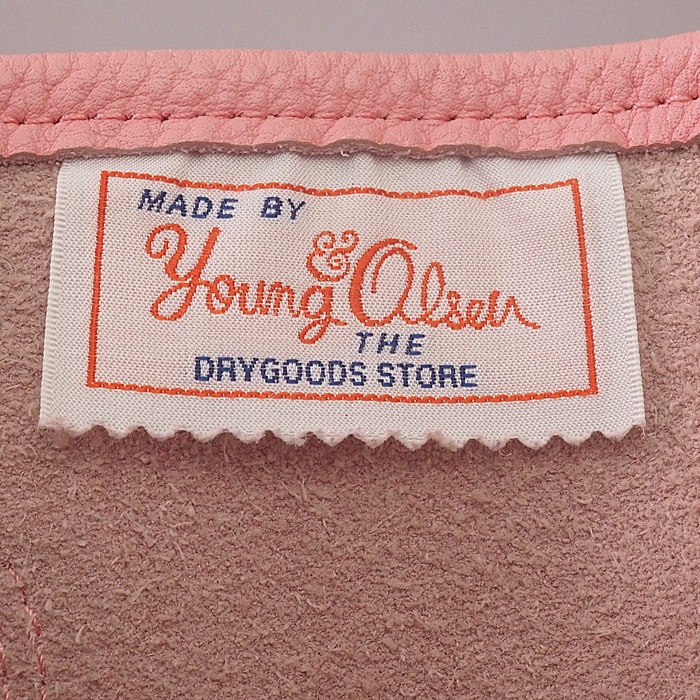 MADE BY
Young & Olsen
THE
DRYGOODS STORE